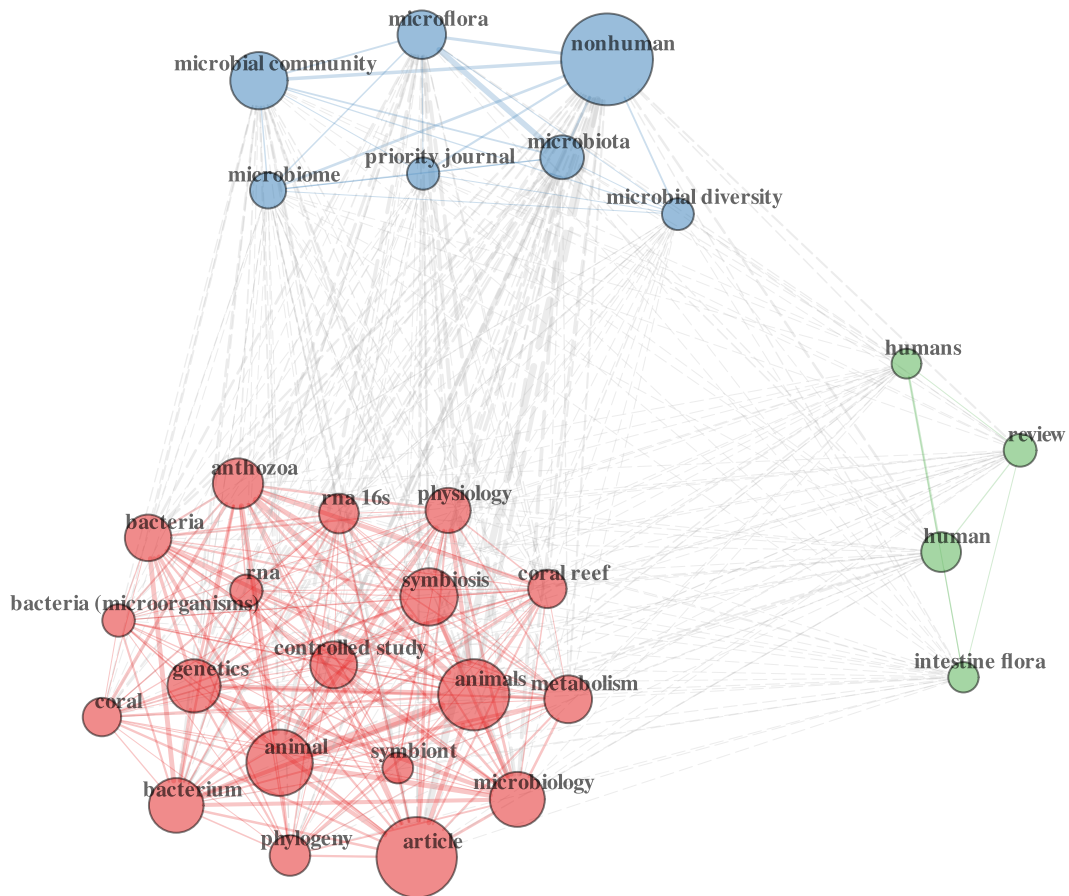 microflora
nonhuman
microbial community
microbiota
priority journal
microbiome
microbial diversity
humans
review
anthozoa
rna 16s
physiology
bacteria
human
rna
symbiosis
coral reef
bacteria (microorganisms)
controlled study
intestine flora
genetics
animals
metabolism
coral
animal
symbiont
bacterium
microbiology
phylogeny
article